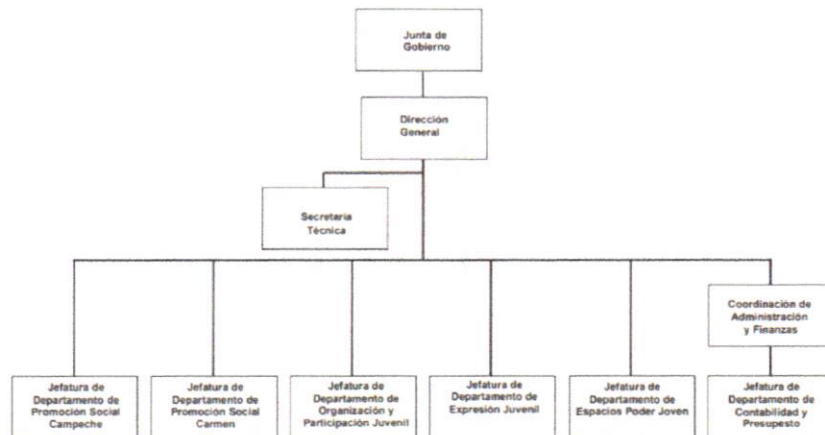 Junta de
Gobierno
Dirección
General
Secretaria
Técnica
Coordinación de
Administración
y Finanzas
Jefatura de
Departamento de
Promoción Social
Campeche
Jefatura de
Departamento de
Promoción Social
Carmen
Jefatura de
Departamento de
Organización y
Participación Juvenil
Jefatura de
Departamento de
Expresión Juvenil
Jefatura de
Departamento de
Espacios Poder Joven
Jefatura de
Departamento de
Contabilidad y
Presupesto